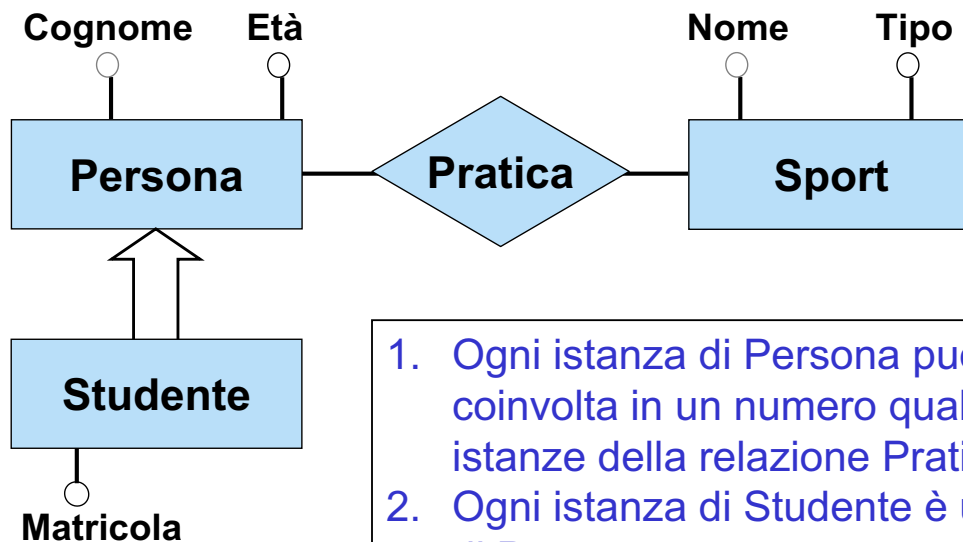 Cognome Età Nome Tipo
Persona Pratica Sport
Studente
Matricola
1. Ogni istanza di Persona
coinvolta in un numero
istanze della relazione
2. Ogni istanza di Studente è